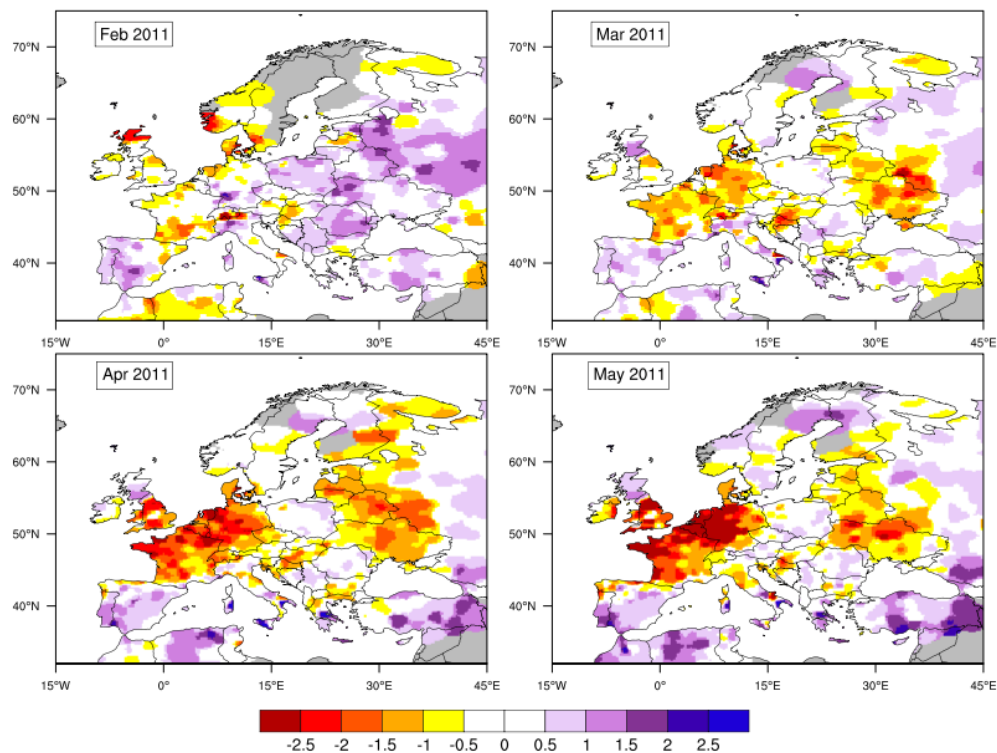 Feb 2011
Mar 2011
70°N 70°N
60°N 60°N
50°N 50°N
40°N 40°N
15°W 0° 15°E 30°E 45°E 15°W 0° 15°E 30°E 45°E
Apr 2011
May 2011
70°N 70°N
60°N 60°N
50°N 50°N
40°N 40°N
15°W 0° 15°E 30°E 45°E 15°W 0° 15°E 30°E 45°E
-2.5 -2 -1.5 -1 -0.5 0 0.5 1 1.5 2 2.5